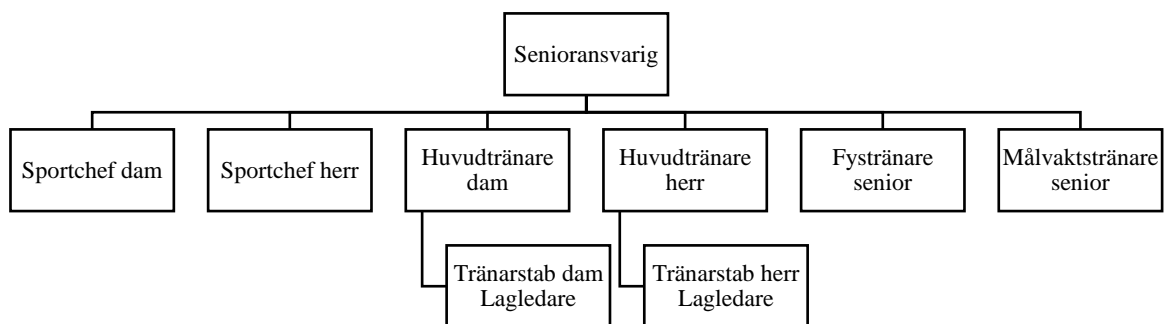 Senioransvarig
Sportchef dam
Sportchef herr
Huvudtränare
dam
Huvudtränare
herr
Fystränare
senior
Målvaktstränare
senior
Tränarstab dam
Lagledare
Tränarstab herr
Lagledare